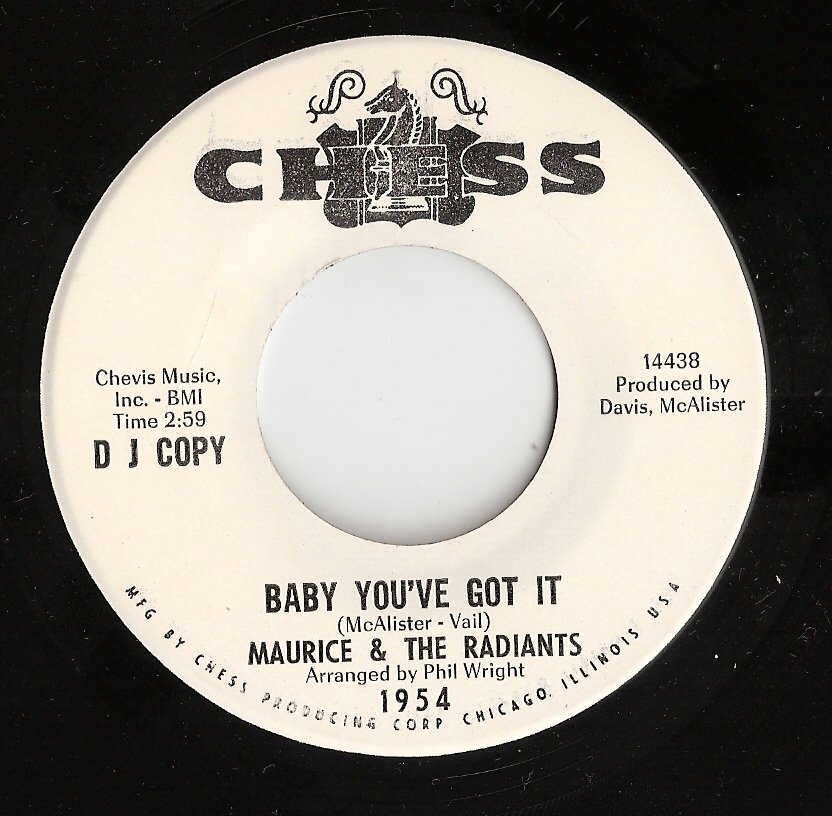 CHESS
Chevis Music,
Inc. - BMI
Time 2:59
D J COPY
14438
Produced by
Davis, McAlister
BABY YOU'VE GOT IT
(McAlister - Vail)
MAURICE & THE RADIANTS
Arranged by Phil Wright
1954
MFG BY CHESS PRODUCING CORP CHICAGO, ILLINOIS USA